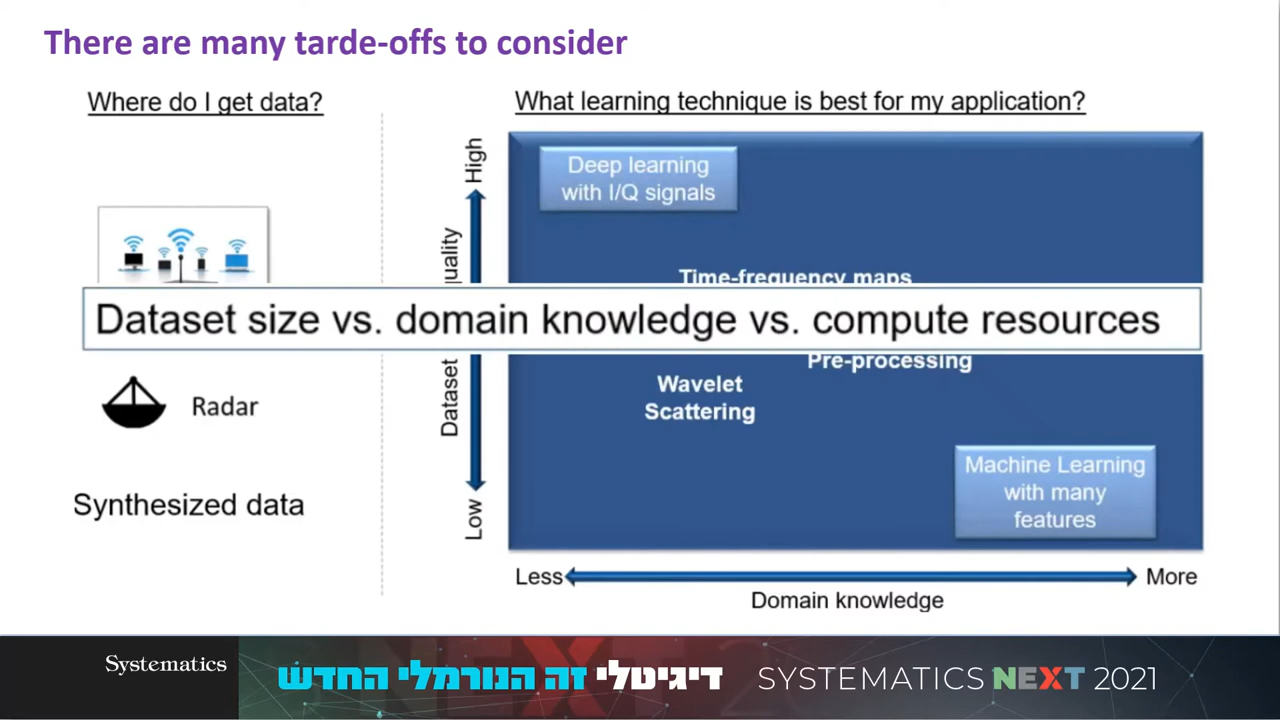 There are many tarde-offs to consider
Where do I get data?
What learning technique is best for my application?
High
Deep learning
with I/Q signals
Time-frequency maps
Dataset size vs. domain knowledge vs. compute resources
Dataset
Pre-processing
Wavelet
Scattering
Radar
Machine Learning
with many
features
Synthesized data
Low
Less
More
Domain knowledge
Systematics
דיגיטלי זה הנורמלי החדש
SYSTEMATICS NEXT 2021